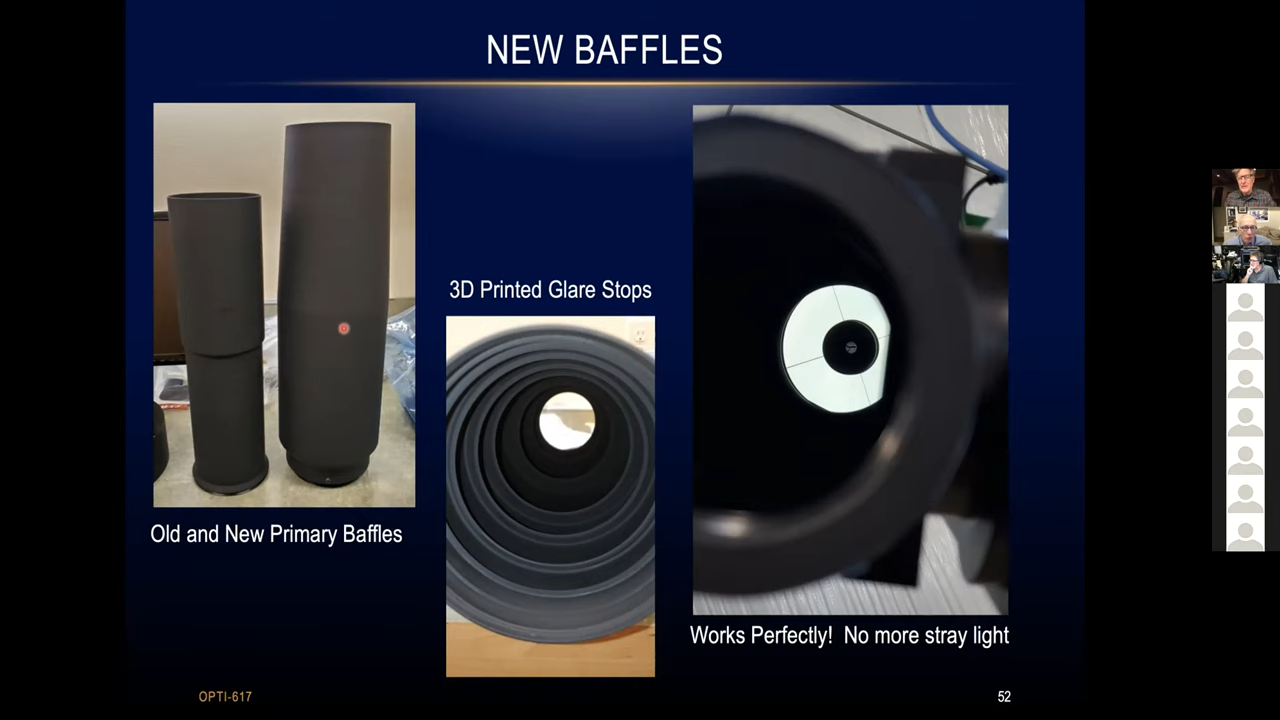 NEW BAFFLES
3D Printed Glare Stops
Old and New Primary Baffles
Works Perfectly!  No more stray light
OPTI-617
52